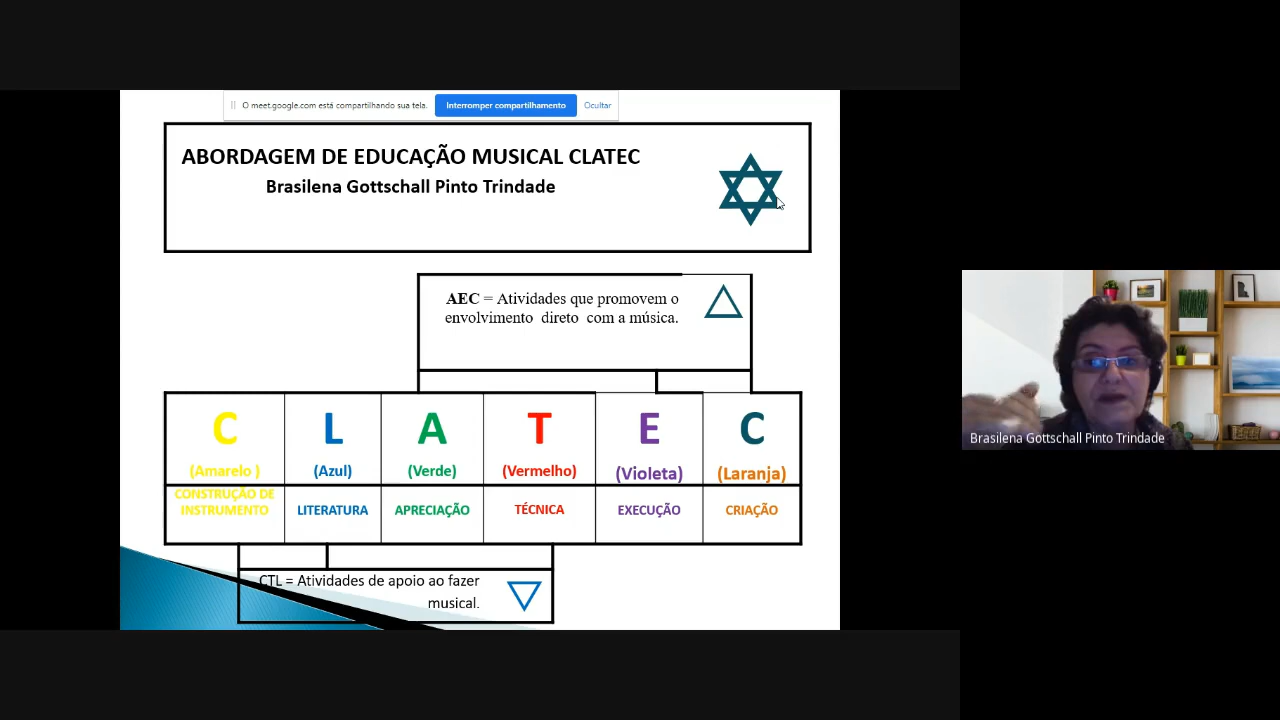 O meet.google.com está compartilhando sua tela.
Interromper compartilhamento
Ocultar
ABORDAGEM DE EDUCAÇÃO MUSICAL CLATEC
Brasilena Gottschall Pinto Trindade
AEC = Atividades que promovem o
envolvimento direto com a música.
C L A T E C
(Amarelo ) (Azul) (Verde) (Vermelho) (Violeta) (Laranja)
CONSTRUÇÃO DE
INSTRUMENTO LITERATURA APRECIAÇÃO TÉCNICA EXECUÇÃO CRIAÇÃO
CTL = Atividades de apoio ao fazer
musical.
Brasilena Gottschall Pinto Trindade